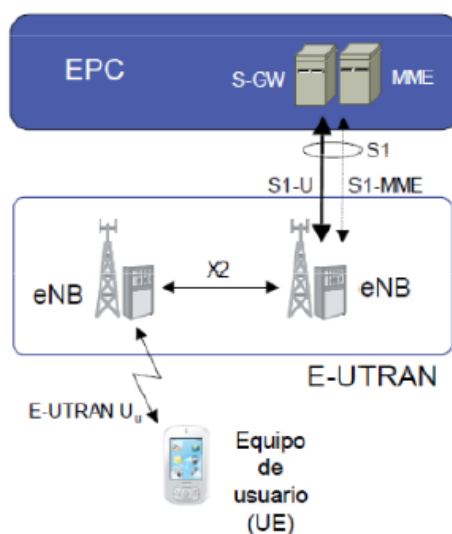 EPC
S-GW
MME
S1
S1-U
S1-MME
X2
eNB
eNB
E-UTRAN
E-UTRAN Uu
Equipo
de
usuario
(UE)